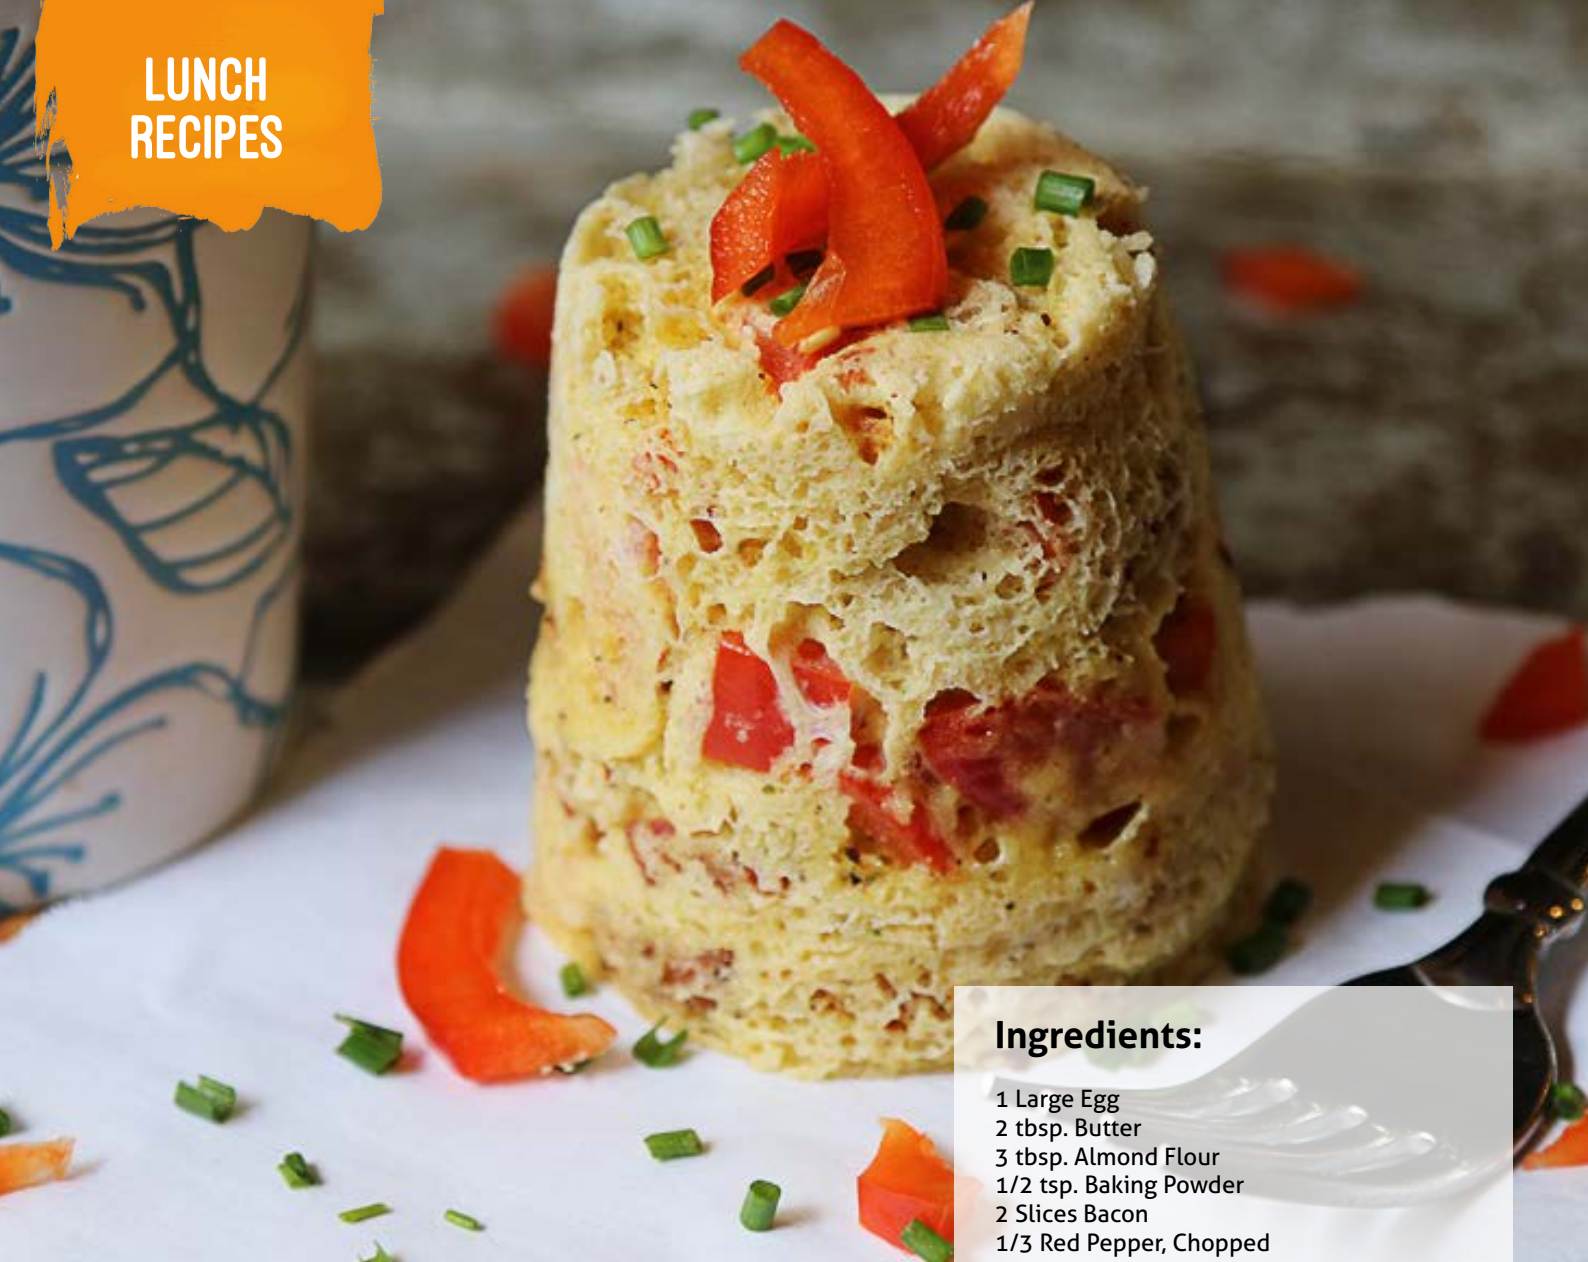 LUNCH
RECIPES
Ingredients:
1 Large Egg
2 tbsp. Butter
3 tbsp. Almond Flour
1/2 tsp. Baking Powder
2 Slices Bacon
1/3 Red Pepper, Chopped